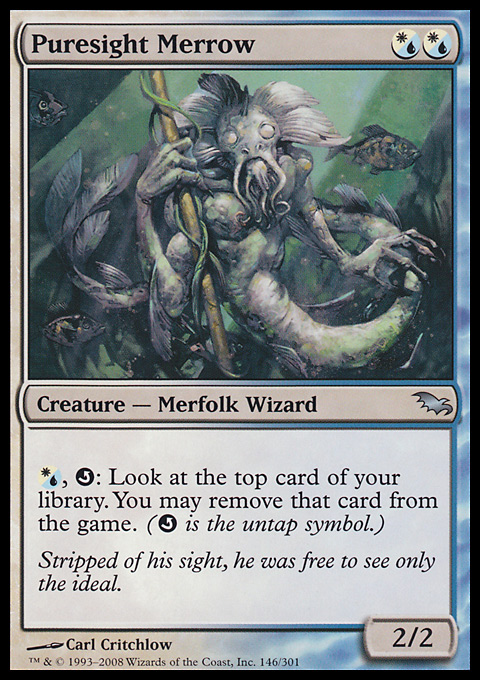 Puresight Merrow
Creature — Merfolk Wizard
, : Look at the top card of your
library. You may remove that card from
the game. ( is the untap symbol.)
Stripped of his sight, he was free to see only
the ideal.
Carl Critchlow
2/2
™ & © 1993–2008 Wizards of the Coast, Inc. 146/301